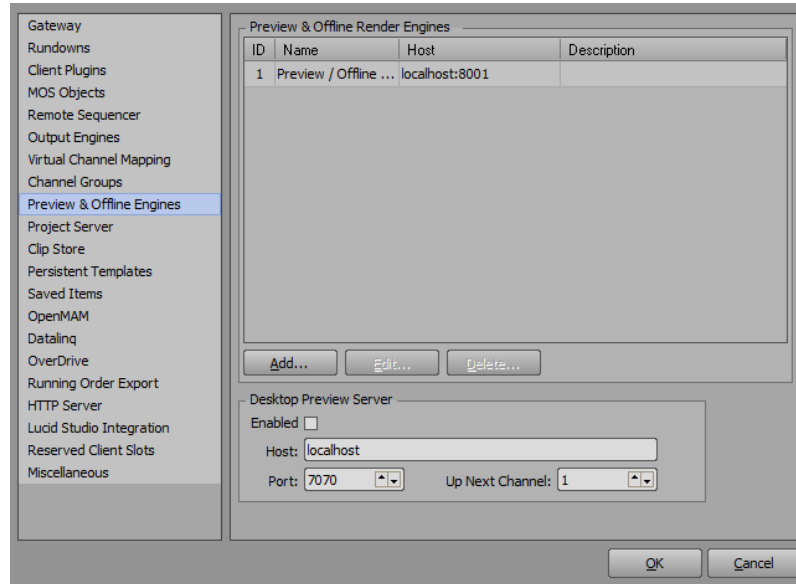 Gateway
Rundowns
Client Plugins
MOS Objects
Remote Sequencer
Output Engines
Virtual Channel Mapping
Channel Groups
Preview & Offline Engines
Project Server
Clip Store
Persistent Templates
Saved Items
OpenMAM
Datalinq
OverDrive
Running Order Export
HTTP Server
Lucid Studio Integration
Reserved Client Slots
Miscellaneous
Preview & Offline Render Engines
ID Name Host Description
1 Preview / Offline ... localhost:8001
Add... Edit... Delete...
Desktop Preview Server
Enabled
Host: localhost
Port: 7070 Up Next Channel: 1
OK Cancel